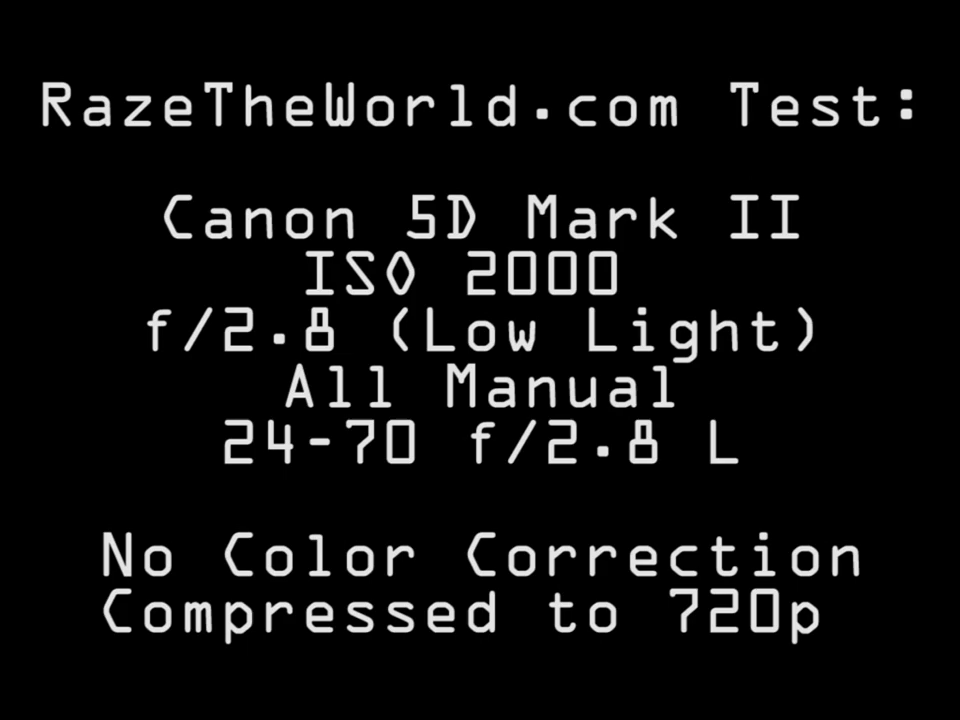 RazeTheWorld.com Test:
Canon 5D Mark II
ISO 2000
f/2.8 (Low Light)
All Manual
24-70 f/2.8 L
No Color Correction
Compressed to 720p